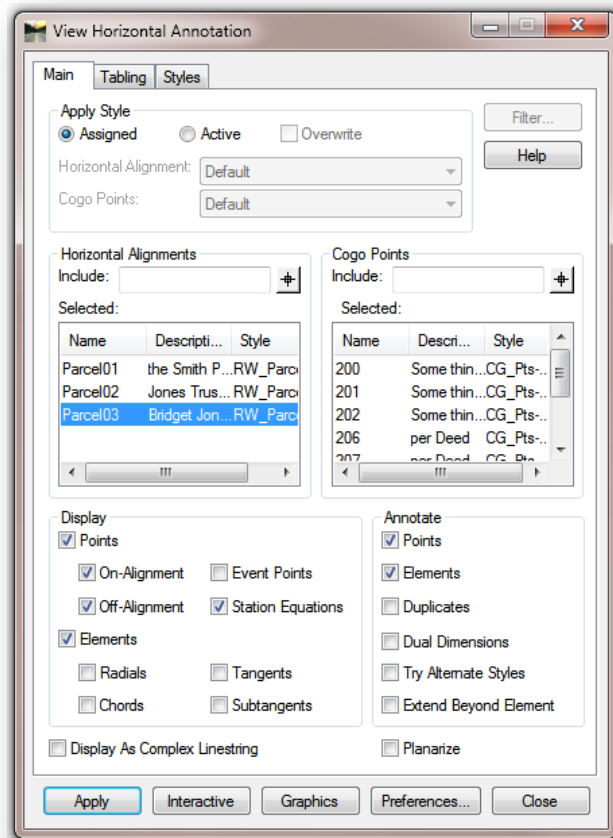 View Horizontal Annotation
Main Tabling Styles
Apply Style
Assigned Active Overwrite Filter...
Horizontal Alignment: Default Help
Cogo Points: Default
Horizontal Alignments Cogo Points
Include: Include:
Selected: Selected:
Name Descripti... Style Name Descri... Style
Parcel01 the Smith P...RW_Parc 200 Some thin...CG_Pts-..
Parcel02 Jones Trus...RW_Parc 201 Some thin...CG_Pts-..
Parcel03 Bridget Jon...RW_Parc 202 Some thin...CG_Pts-..
206 per Deed CG_Pts-..
207 per Deed CG_Pts
Display Annotate
Points Points
On-Alignment Event Points Elements
Off-Alignment Station Equations Duplicates
Elements Dual Dimensions
Radials Tangents Try Alternate Styles
Chords Subtangents Extend Beyond Element
Display As Complex Linestring Planarize
Apply Interactive Graphics Preferences... Close